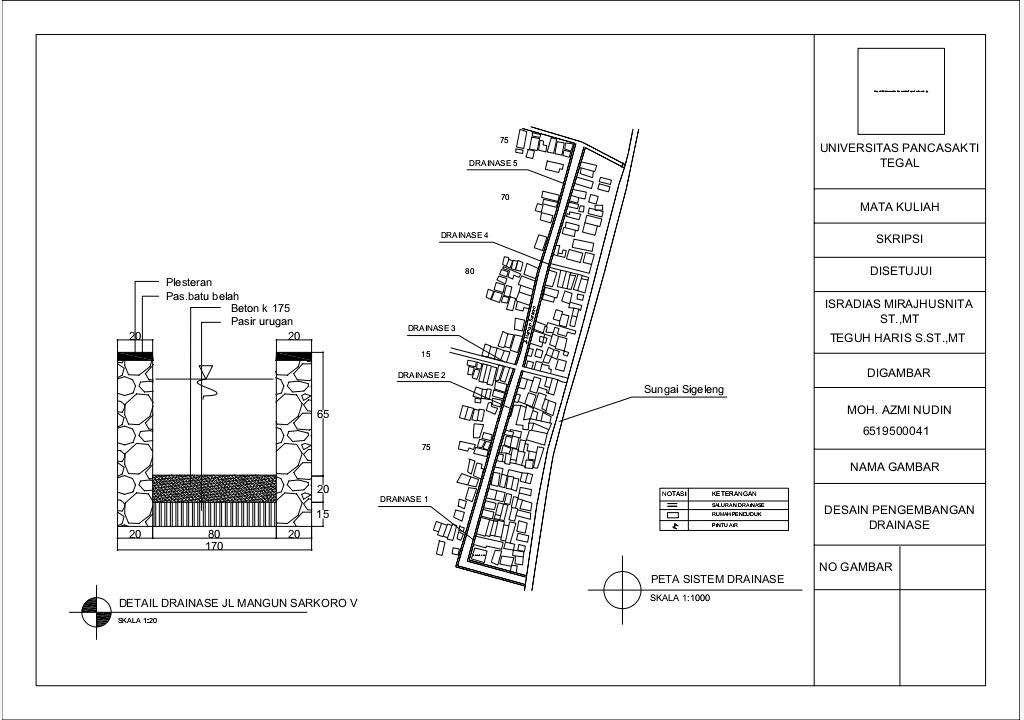 Plesteran
Pas.batu belah
Beton k 175
Pasir urugan
20
20
65
20
15
20
80
20
170
DETAIL DRAINASE JL MANGUN SARKORO V
SKALA 1:20
75
DRAINASE 5
70
DRAINASE 4
80
DRAINASE 3
15
DRAINASE 2
75
DRAINASE 1
Sungai Sigeleng
NOTASI KETERANGAN
SALURAN DRAINASE
RUMAH PENDUDUK
PINTU AIR
PETA SISTEM DRAINASE
SKALA 1:1000
UNIVERSITAS PANCASAKTI
TEGAL
MATA KULIAH
SKRIPSI
DISETUJUI
ISRADIAS MIRAJHUSNITA
ST.,MT
TEGUH HARIS S.ST.,MT
DIGAMBAR
MOH. AZMI NUDIN
6519500041
NAMA GAMBAR
DESAIN PENGEMBANGAN
DRAINASE
NO GAMBAR